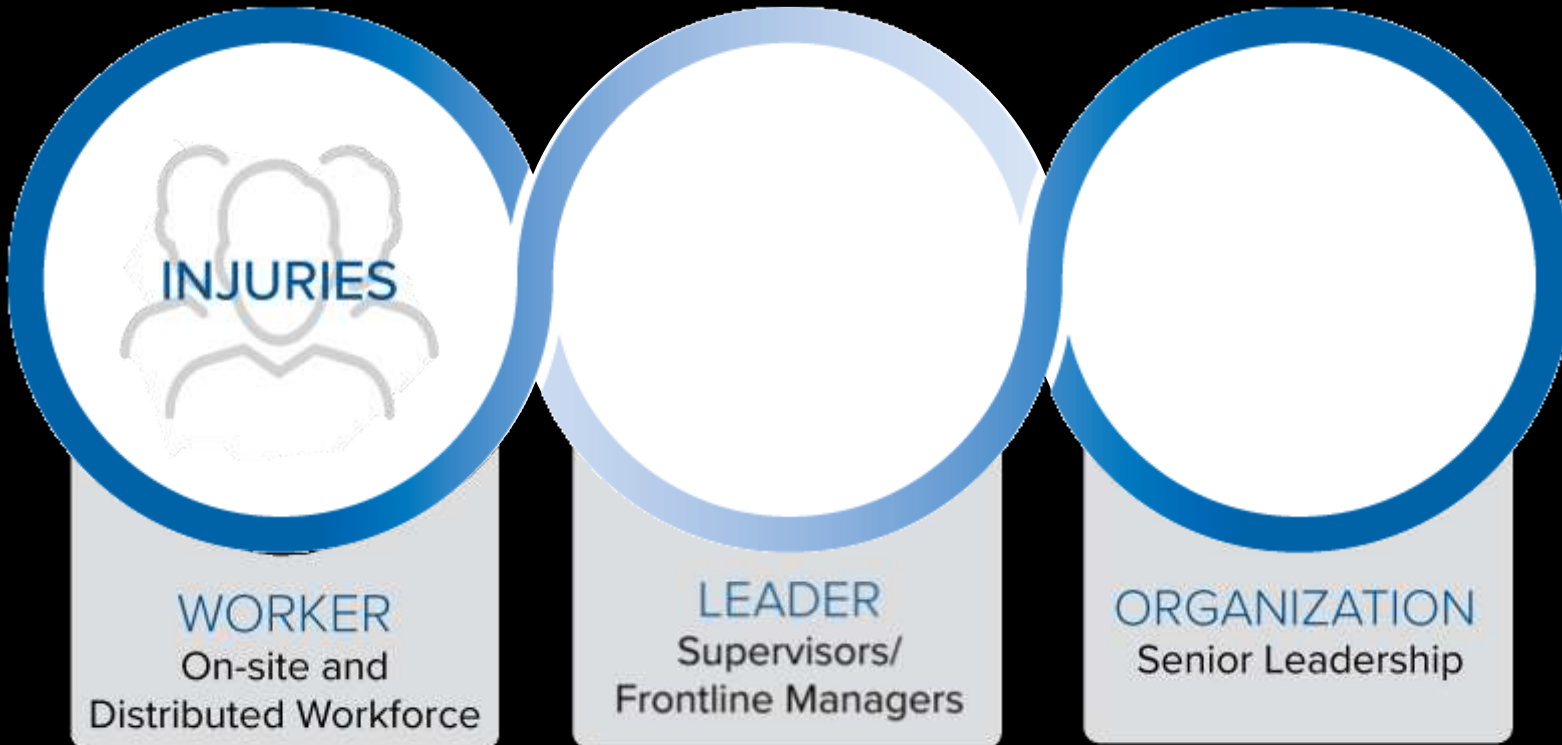 INJURIES
WORKER
On-site and
Distributed Workforce
LEADER
Supervisors/
Frontline Managers
ORGANIZATION
Senior Leadership